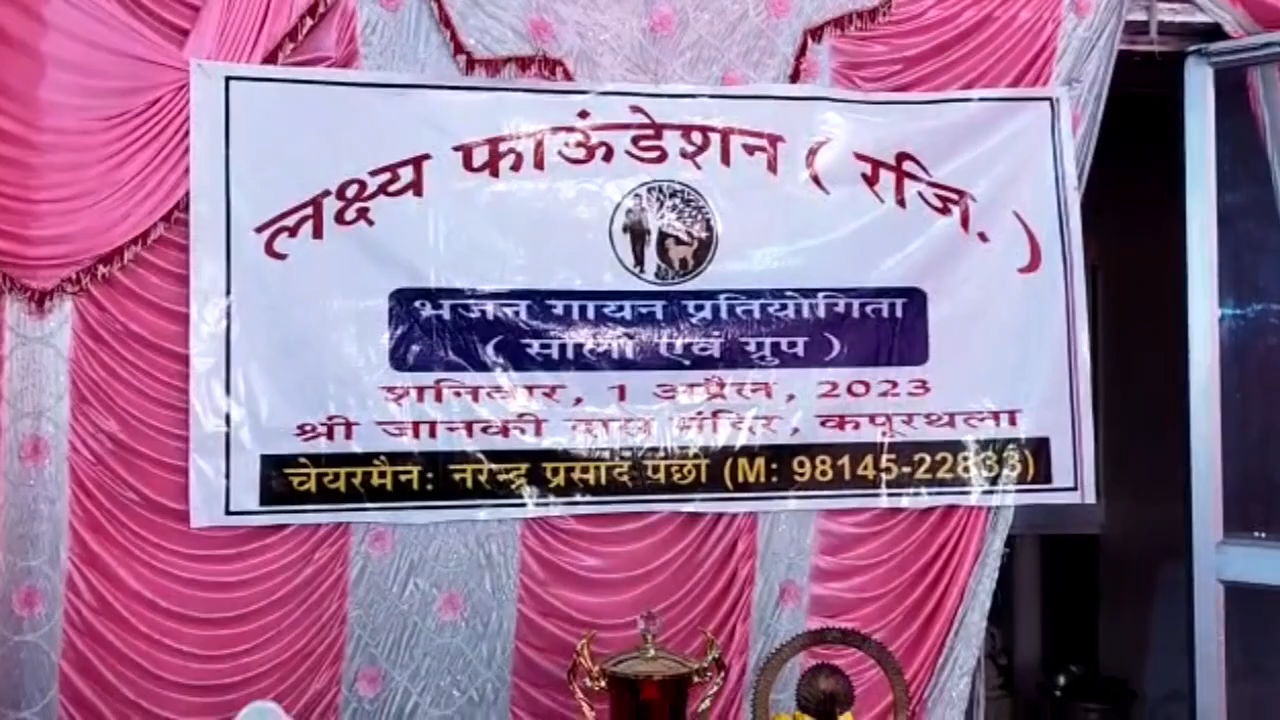 लक्ष्य फाऊंडेशन ( रजि. )
भजन गायन प्रतियोगिता
( सोलो एवं ग्रुप )
शनिवार, 1 अप्रैल, 2023
श्री जानकी दास मंदिर, कपूरथला
चेयरमैन: नरेन्द्र प्रसाद पंछी (M: 98145-22833)